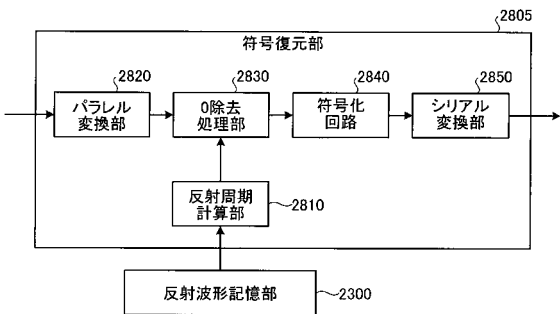 2805
符号復元部
2820
2830
2840
2850
パラレル
変換部
0除去
処理部
符号化
回路
シリアル
変換部
反射周期
計算部
2810
反射波形記憶部
2300